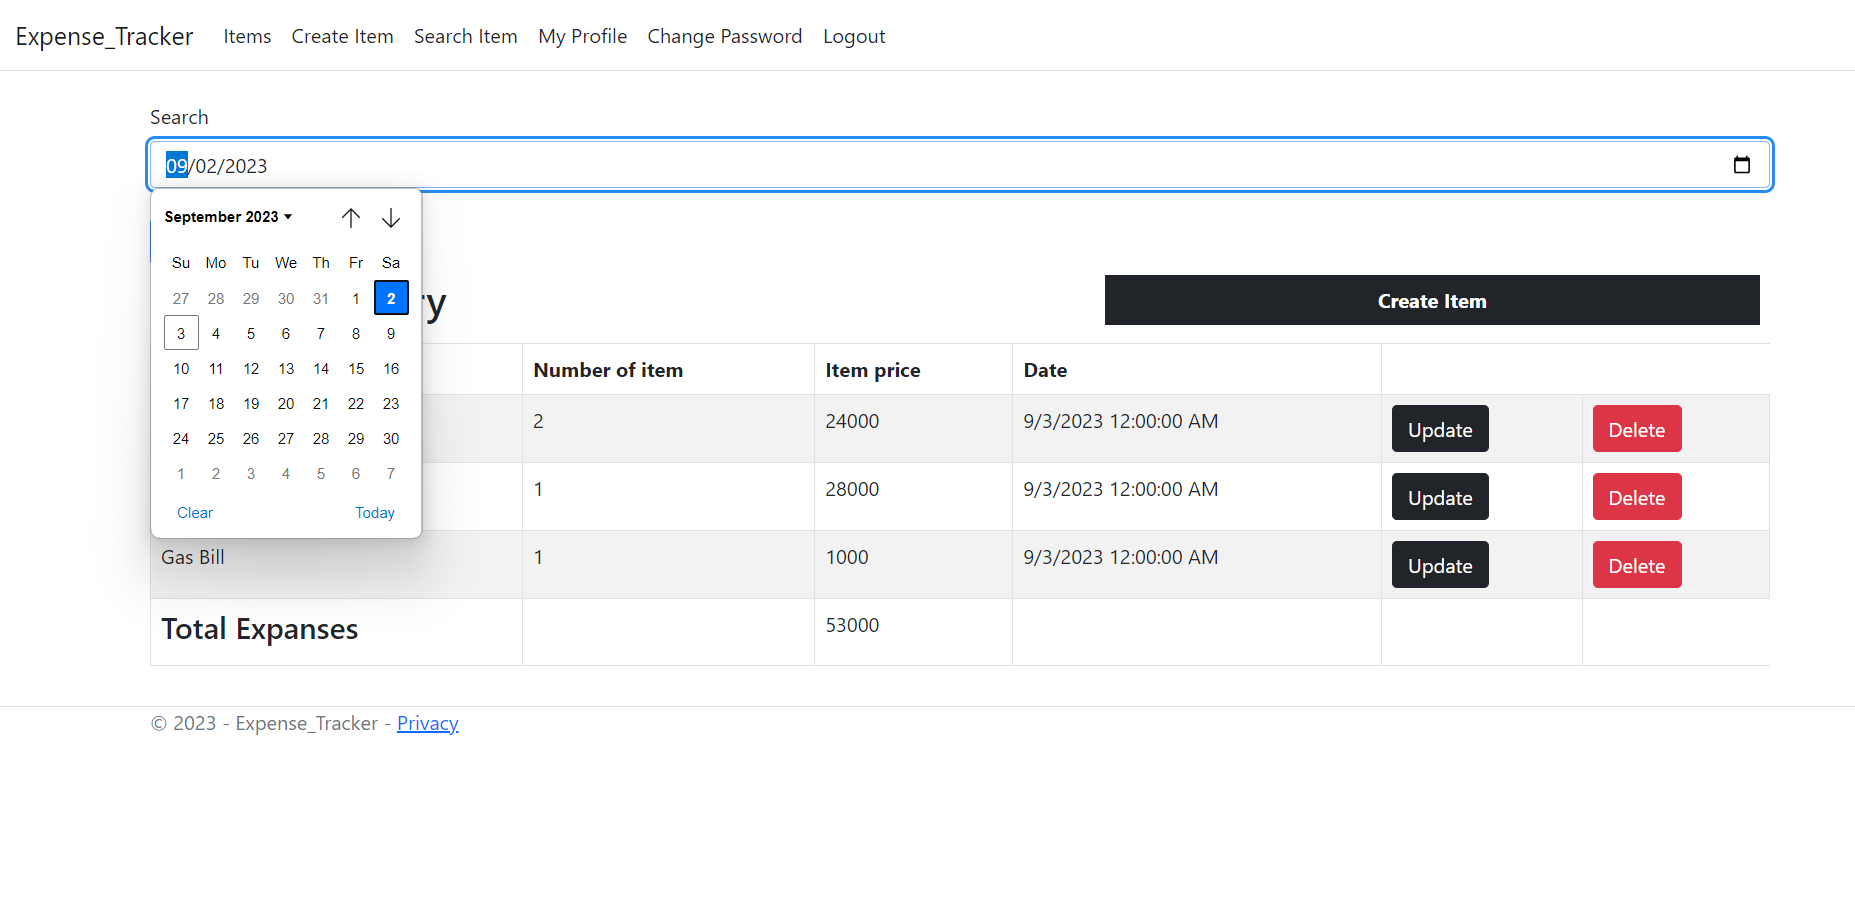 Expense_Tracker Items Create Item Search Item My Profile Change Password Logout
Search
09/02/2023
September 2023
Su Mo Tu We Th Fr Sa
27 28 29 30 31 1 2
3 4 5 6 7 8 9
10 11 12 13 14 15 16
17 18 19 20 21 22 23
24 25 26 27 28 29 30
1 2 3 4 5 6 7
Clear Today
Create Item
Number of item Item price Date
2 24000 9/3/2023 12:00:00 AM Update Delete
1 28000 9/3/2023 12:00:00 AM Update Delete
Gas Bill 1 1000 9/3/2023 12:00:00 AM Update Delete
Total Expanses 53000
© 2023 - Expense_Tracker - Privacy